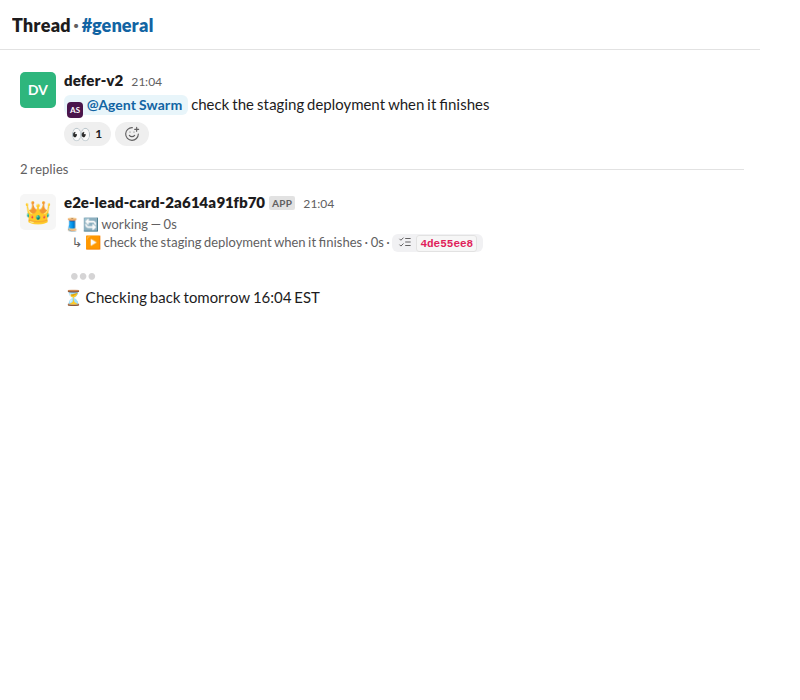 Thread · #general
DV
defer-v2 21:04
AS @Agent Swarm check the staging deployment when it finishes
👀 1
2 replies
e2e-lead-card-2a614a91fb70 APP 21:04
🧵 🔄 working — 0s
↳ ▶️ check the staging deployment when it finishes · 0s · 4de55ee8
⏳ Checking back tomorrow 16:04 EST